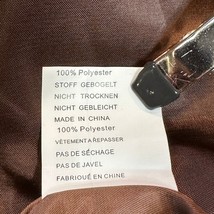 100% Polyester
STOFF GEBOGELT
NICHT TROCKNEN
NICHT GEBLEICHT
MADE IN CHINA
100% Polyester
VÊTEMENT A REPASSER
PAS DE SÉCHAGE
PAS DE JAVEL
FABRIQUÉ EN CHINE